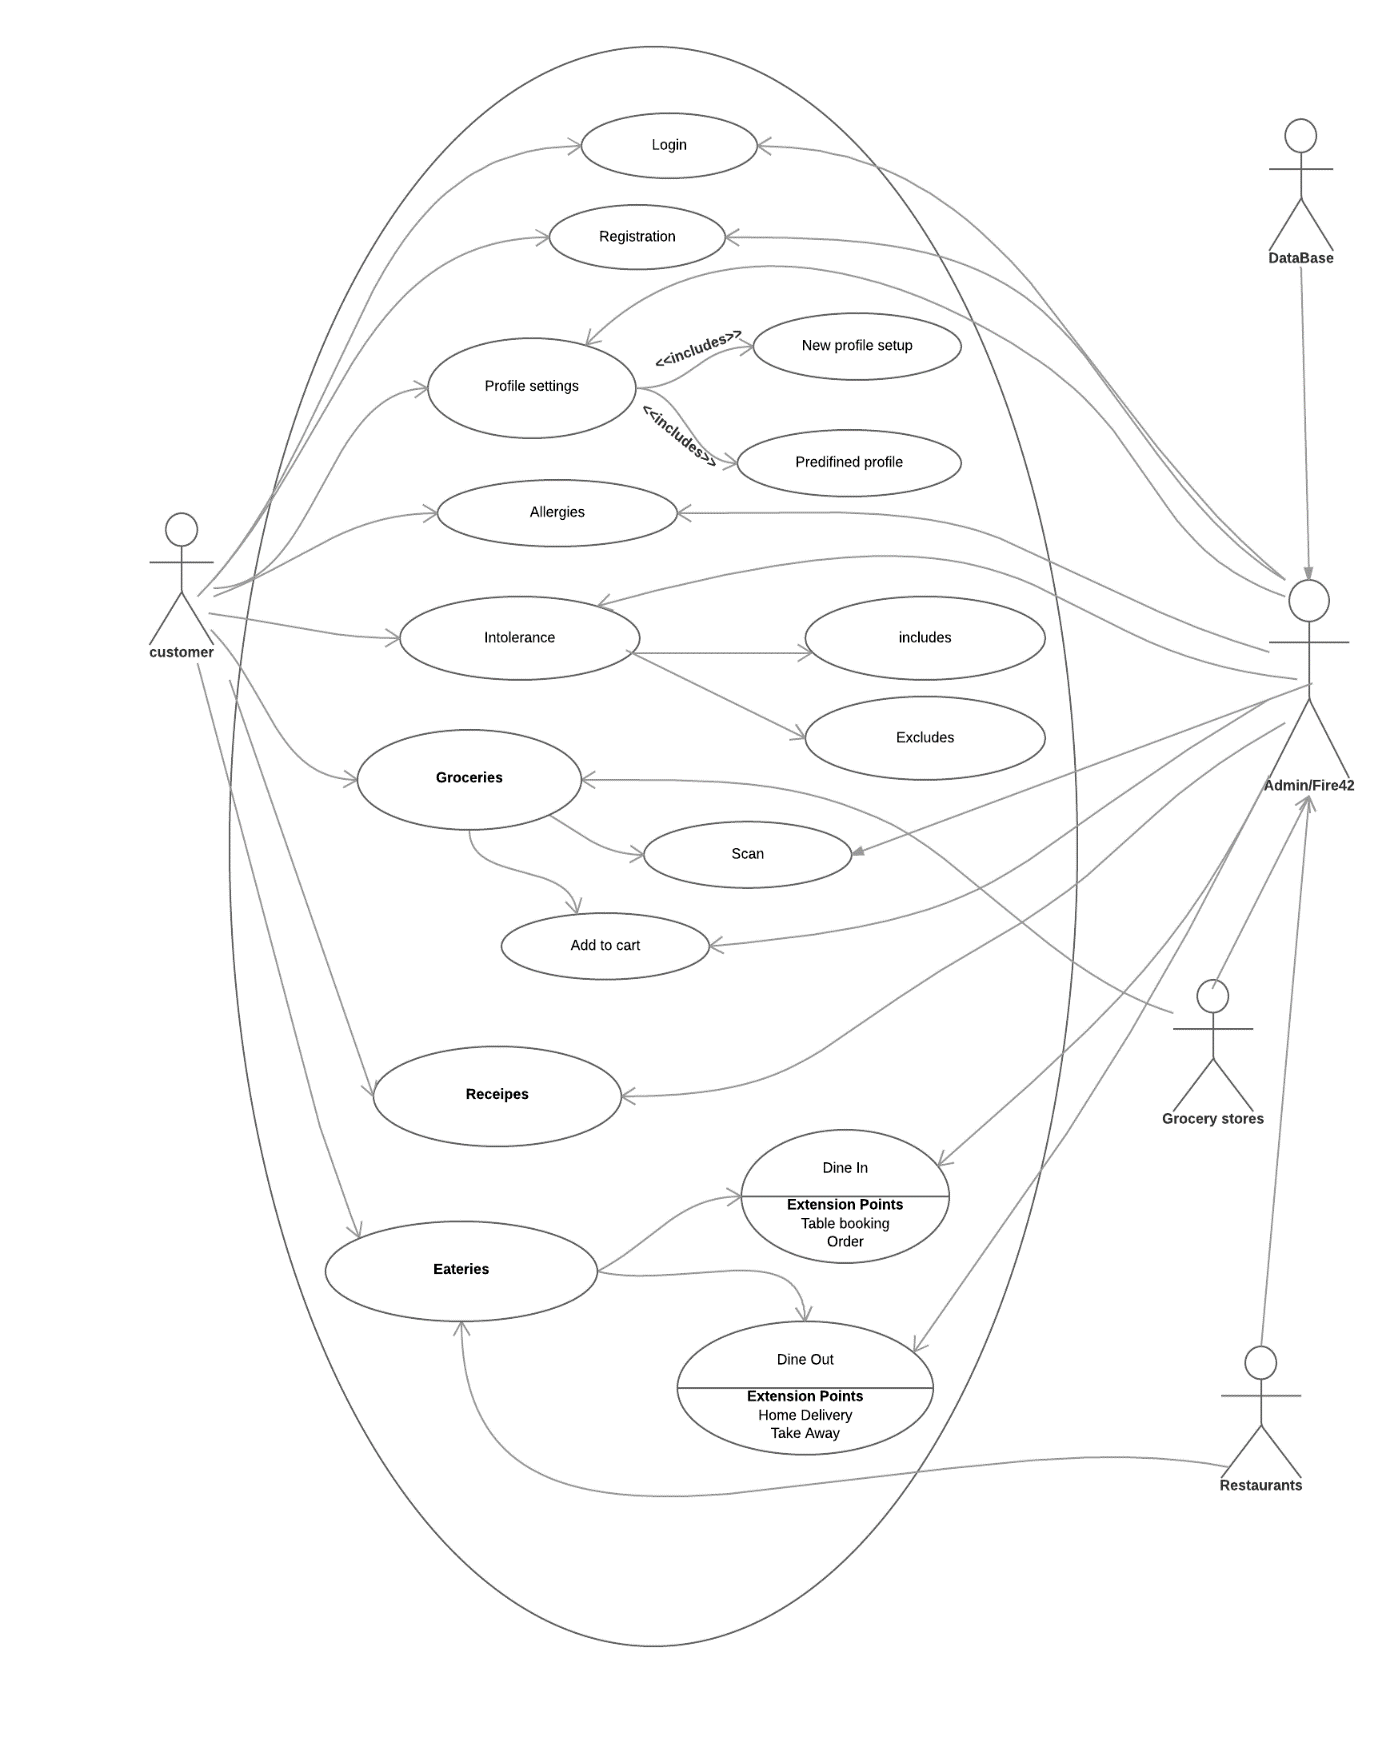 Login
DataBase
Registration
<<includes>>
New profile setup
Profile settings
<<includes>>
Predifined profile
Allergies
customer
Intolerance
includes
Excludes
Groceries
Admin/Fire42
Scan
Add to cart
Receipes
Grocery stores
Dine In
Extension Points
Table booking
Order
Eateries
Dine Out
Extension Points
Home Delivery
Take Away
Restaurants